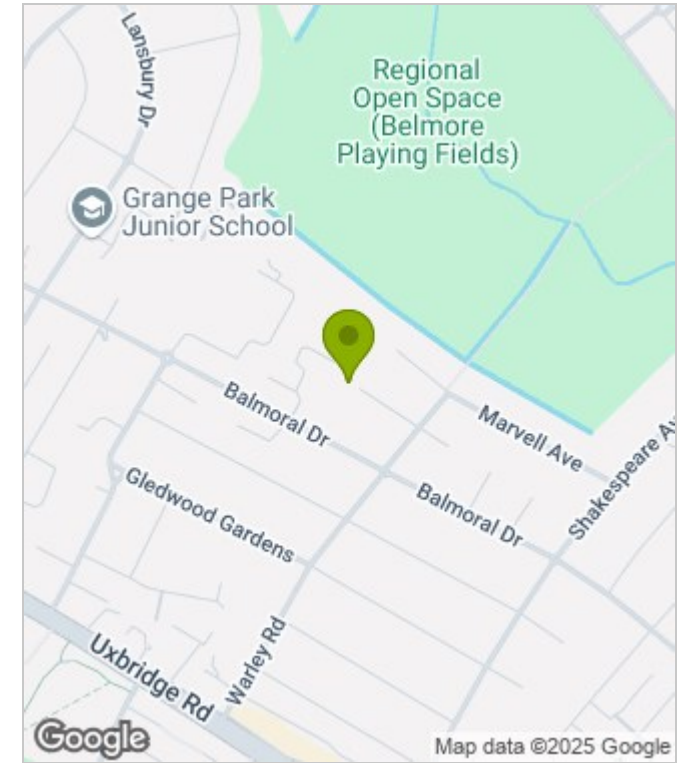 Lansbury Dr
Regional
Open Space
(Belmore
Playing Fields)
Grange Park
Junior School
Balmoral Dr
Marvell Ave
Shakespeare Av
Gledwood Gardens
Balmoral Dr
Warley Rd
Uxbridge Rd
Google
Map data ©2025 Google